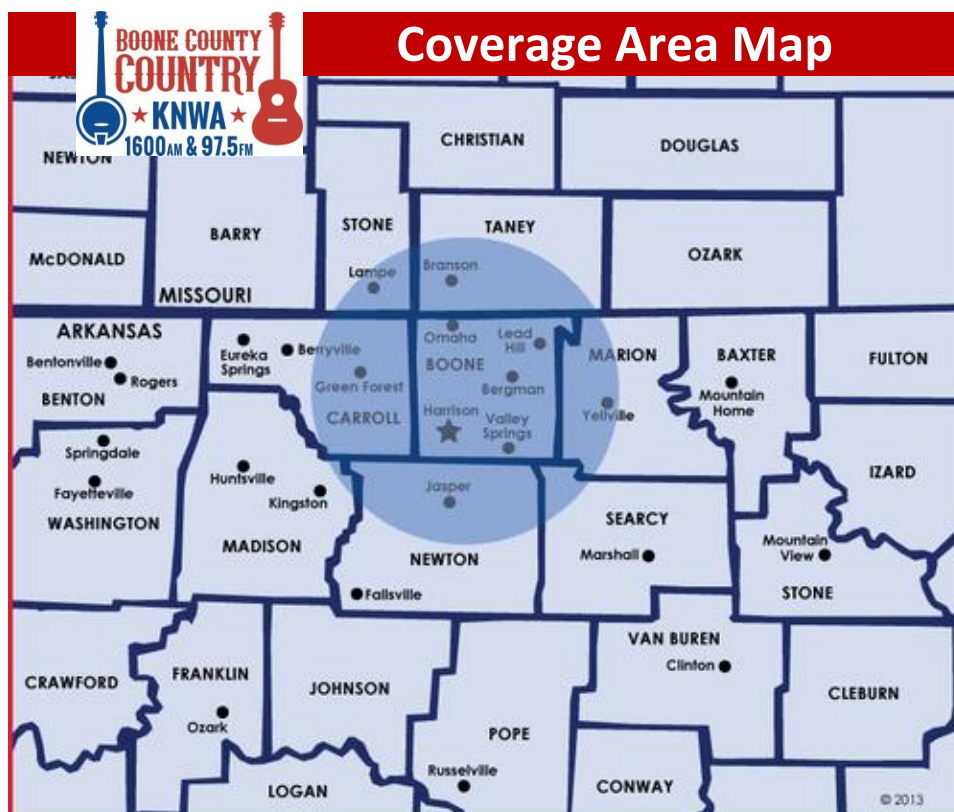 BOONE COUNTY
COUNTRY
KNWA
1600AM & 97.5FM
Coverage Area Map
NEWTON
CHRISTIAN
DOUGLAS
McDONALD
BARRY
STONE
TANEY
OZARK
Lampe
Branson
MISSOURI
ARKANSAS
Bentonville
Rogers
BENTON
Eureka
Springs
Berryville
Green Forest
CARROLL
Omaha
BOONE
Lead
Hill
Bergman
Harrison
Valley
Springs
MARION
Yellville
BAXTER
Mountain
Home
FULTON
IZARD
Springdale
Fayetteville
WASHINGTON
Huntsville
Kingston
MADISON
Jasper
NEWTON
Fallsville
SEARCY
Marshall
Mountain
View
STONE
CRAWFORD
FRANKLIN
Ozark
JOHNSON
LOGAN
POPE
Russelville
VAN BUREN
Clinton
CONWAY
CLEBURN
© 2013